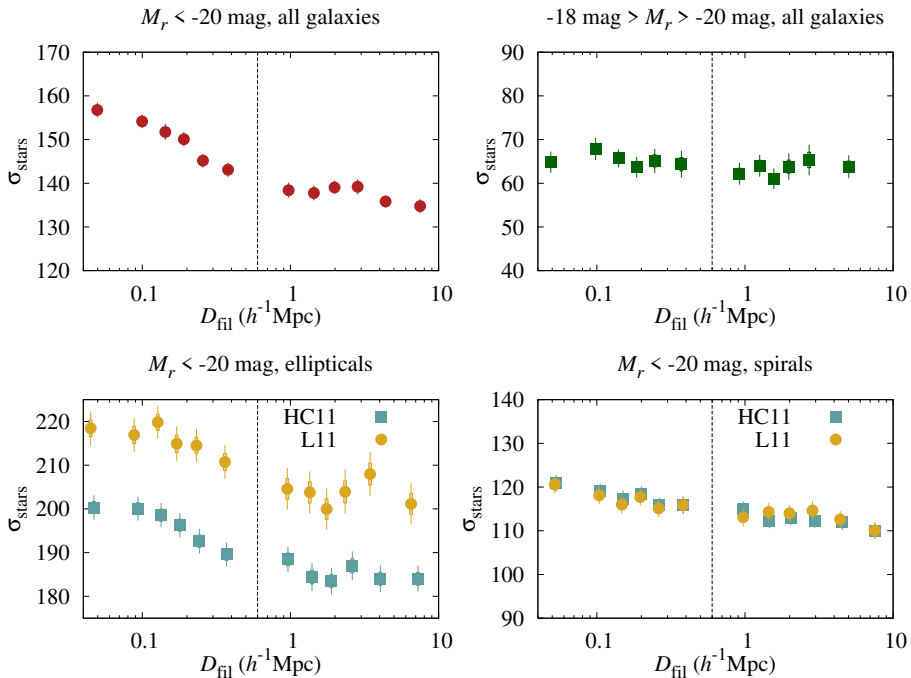 M_r < -20 mag, all galaxies
170
160
150
140
130
120
σ_stars
0.1 1 10
D_fil (h⁻¹Mpc)
-18 mag > M_r > -20 mag, all galaxies
90
80
70
60
50
40
σ_stars
0.1 1 10
D_fil (h⁻¹Mpc)
M_r < -20 mag, ellipticals
HC11
L11
220
210
200
190
180
σ_stars
0.1 1 10
D_fil (h⁻¹Mpc)
M_r < -20 mag, spirals
HC11
L11
140
130
120
110
100
90
σ_stars
0.1 1 10
D_fil (h⁻¹Mpc)